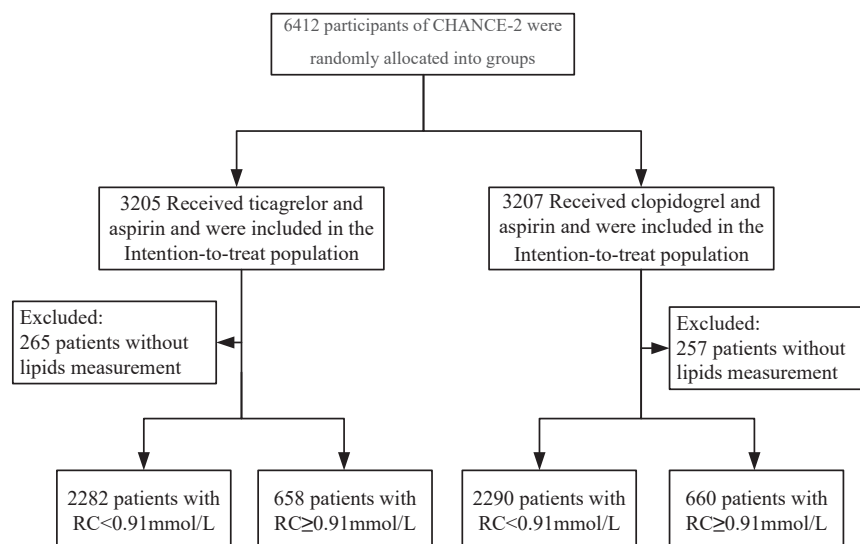 6412 participants of CHANCE-2 were
randomly allocated into groups
3205 Received ticagrelor and
aspirin and were included in the
Intention-to-treat population
3207 Received clopidogrel and
aspirin and were included in the
Intention-to-treat population
Excluded:
265 patients without
lipids measurement
Excluded:
257 patients without
lipids measurement
2282 patients with
RC<0.91mmol/L
658 patients with
RC≥0.91mmol/L
2290 patients with
RC<0.91mmol/L
660 patients with
RC≥0.91mmol/L